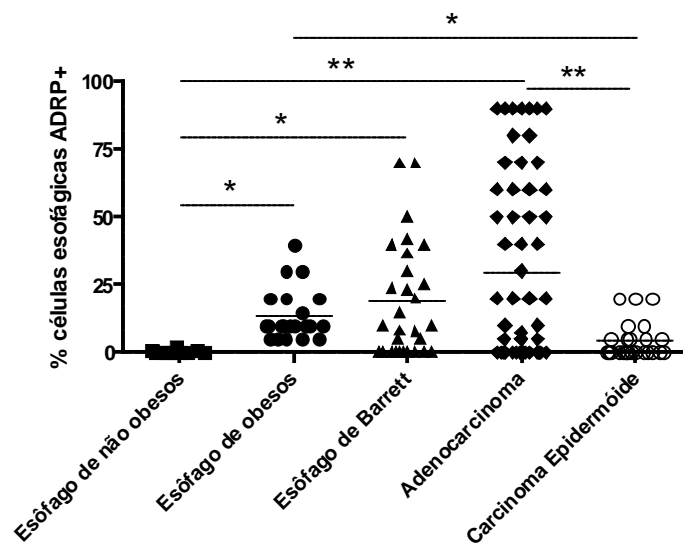 *
**
**
*
*
% células esofágicas ADRP+
100
75
50
25
0
Esôfago de não obesos
Esôfago de obesos
Esôfago de Barrett
Adenocarcinoma
Carcinoma Epidermóide